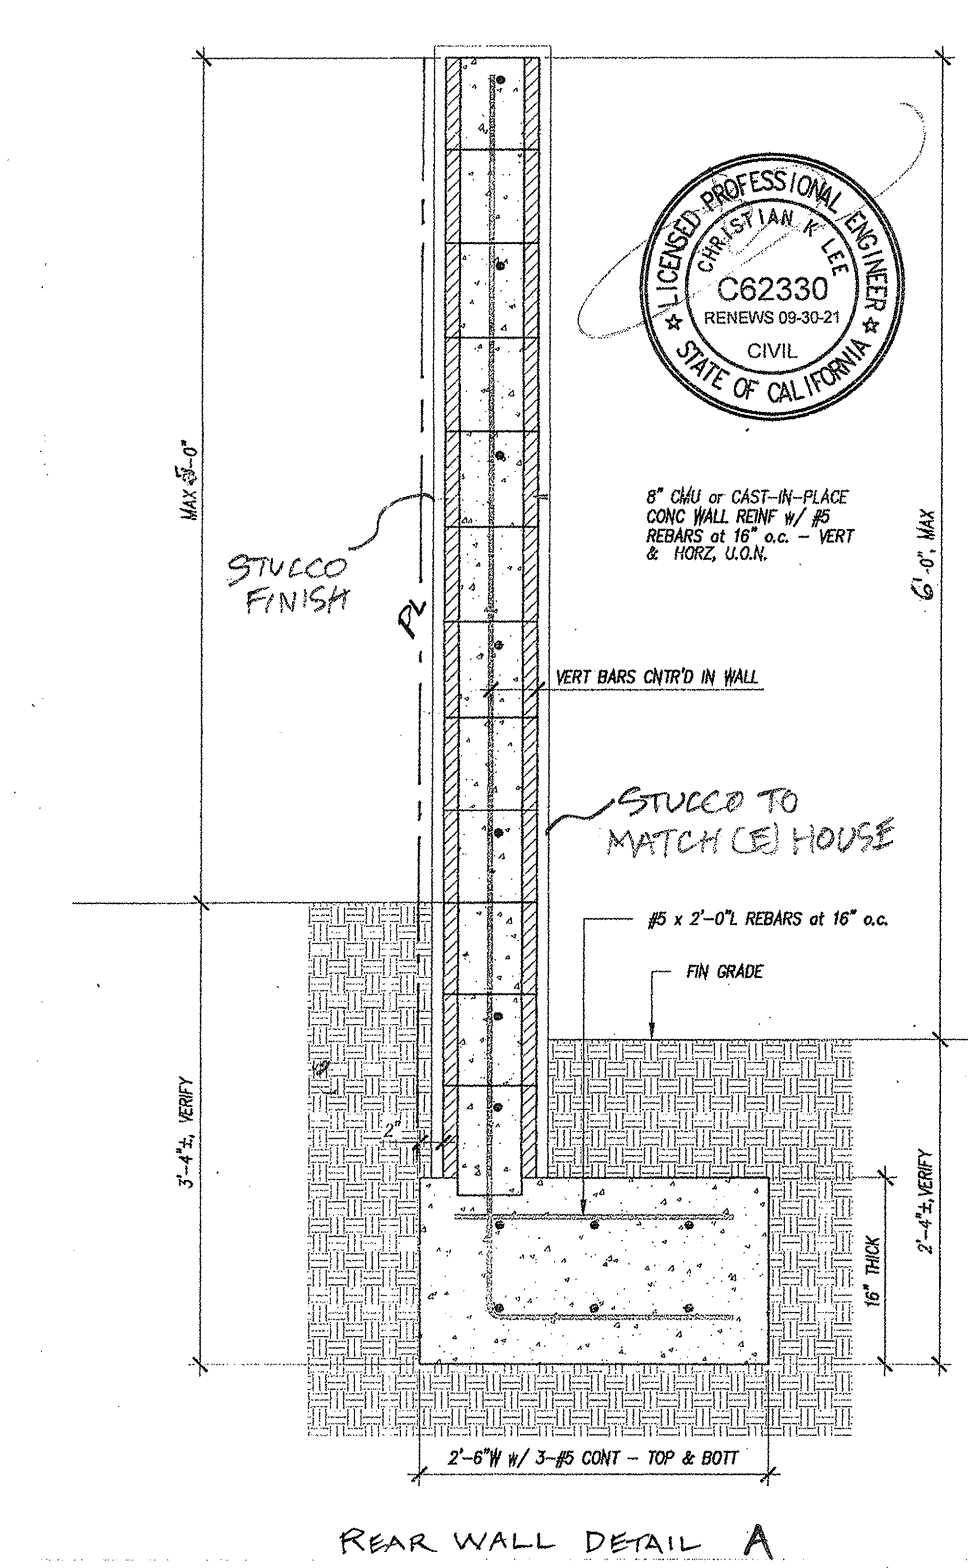 LICENSED PROFESSIONAL ENGINEER
CHRISTIAN K LEE
C62330
RENEWS 09-30-21
CIVIL
STATE OF CALIFORNIA
MAX 5'-0"
8" CMU or CAST-IN-PLACE
CONC WALL REINF w/ #5
REBARS at 16" o.c. - VERT
& HORZ, U.O.N.
6'-0", MAX
STUCCO
FINISH
PL
VERT BARS CNTR'D IN WALL
STUCCO TO
MATCH (E) HOUSE
#5 x 2'-0"L REBARS at 16" o.c.
FIN GRADE
3'-4"±, VERIFY
2"
2'-4"±, VERIFY
16" THICK
2'-6"W w/ 3-#5 CONT - TOP & BOTT
REAR WALL DETAIL A